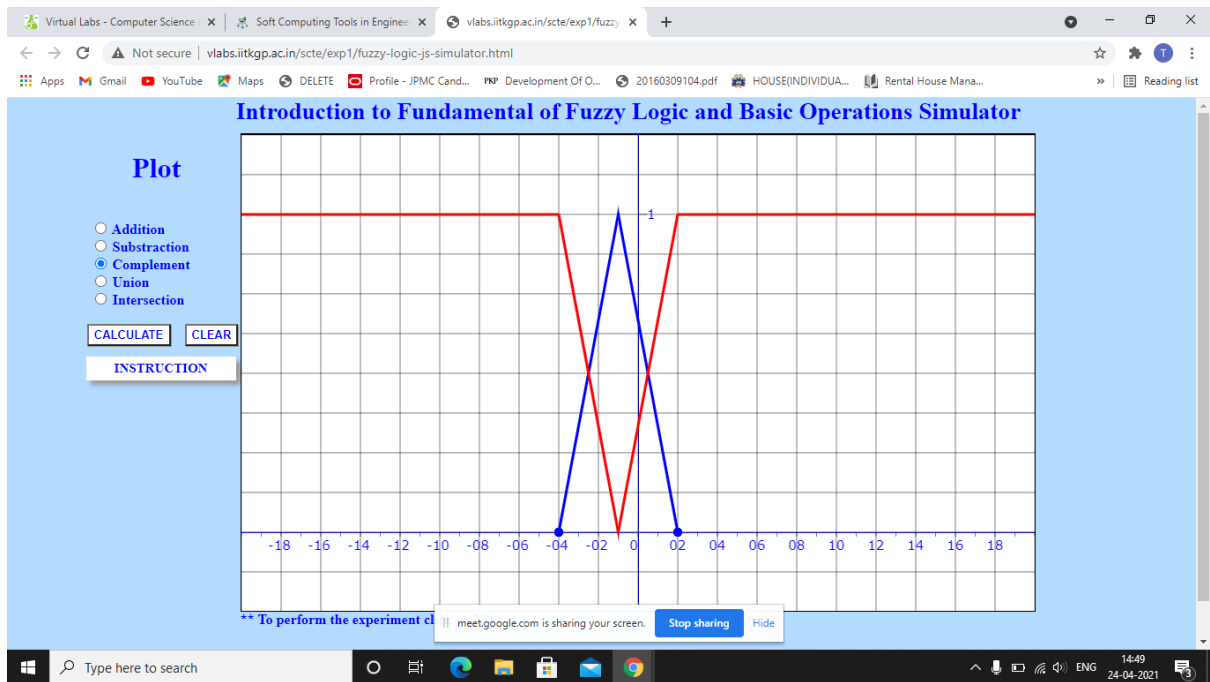 Virtual Labs - Computer Science
Soft Computing Tools in Enginee
vlabs.iitkgp.ac.in/scte/exp1/fuzzy
Not secure
vlabs.iitkgp.ac.in/scte/exp1/fuzzy-logic-js-simulator.html
T
Apps
Gmail
YouTube
Maps
DELETE
Profile - JPMC Cand...
PKP Development Of O...
20160309104.pdf
HOUSE(INDIVIDUA...
Rental House Mana...
»
Reading list
Introduction to Fundamental of Fuzzy Logic and Basic Operations Simulator
Plot
Addition
Substraction
Complement
Union
Intersection
CALCULATE
CLEAR
INSTRUCTION
1
-18 -16 -14 -12 -10 -08 -06 -04 -02 0 02 04 06 08 10 12 14 16 18
** To perform the experiment cl
meet.google.com is sharing your screen.
Stop sharing
Hide
Type here to search
ENG
14:49
24-04-2021
3